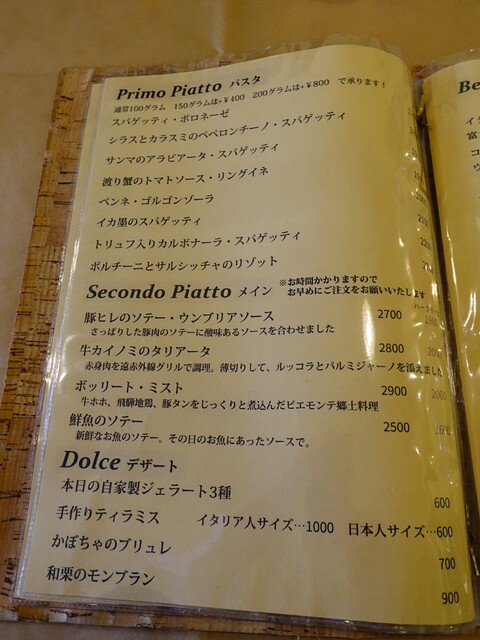 Primo Piatto パスタ
通常100グラム 150グラムは+¥400 200グラムは+¥800 で承ります!
スパゲッティ・ボロネーゼ
シラスとカラスミのペペロンチーノ・スパゲッティ
サンマのアラビアータ・スパゲッティ
渡り蟹のトマトソース・リングイネ
ペンネ・ゴルゴンゾーラ
イカ墨のスパゲッティ
トリュフ入りカルボナーラ・スパゲッティ
ポルチーニとサルシッチャのリゾット
Secondo Piatto メイン ※お時間かかりますので
お早めにご注文をお願いいたします
豚ヒレのソテー・ウンブリアソース 2700
さっぱりした豚肉のソテーに酸味あるソースを合わせました
牛カイノミのタリアータ 2800
赤身肉を遠赤外線グリルで調理。薄切りして、ルッコラとパルミジャーノを添えました
ボッリート・ミスト 2900
牛ホホ、飛騨地鶏、豚タンをじっくりと煮込んだピエモンテ郷土料理
鮮魚のソテー 2500
新鮮なお魚のソテー。その日のお魚にあったソースで。
Dolce デザート
本日の自家製ジェラート3種 600
手作りティラミス イタリア人サイズ…1000 日本人サイズ…600
かぼちゃのブリュレ 700
和栗のモンブラン 900
Be